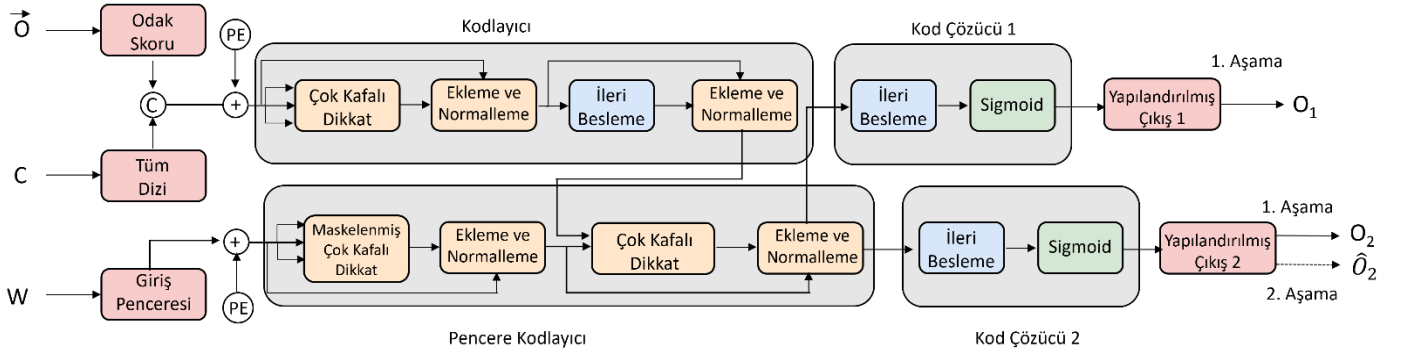 O⃗
Odak
Skoru
PE
C
+
C
Tüm
Dizi
Kodlayıcı
Çok Kafalı
Dikkat
Ekleme ve
Normalleme
İleri
Besleme
Ekleme ve
Normalleme
Kod Çözücü 1
İleri
Besleme
Sigmoid
Yapılandırılmış
Çıkış 1
1. Aşama
O₁
W
Giriş
Penceresi
+
PE
Maskelenmiş
Çok Kafalı
Dikkat
Ekleme ve
Normalleme
Çok Kafalı
Dikkat
Ekleme ve
Normalleme
Pencere Kodlayıcı
İleri
Besleme
Sigmoid
Kod Çözücü 2
Yapılandırılmış
Çıkış 2
1. Aşama
O₂
Ô₂
2. Aşama